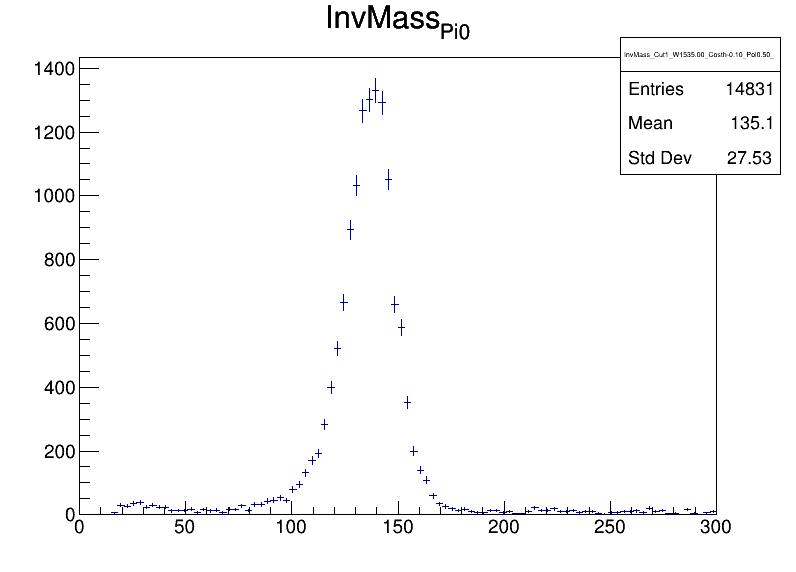 InvMass_Pi0
InvMass_Cut1_W1535.00_Costh-0.10_Pol0.50_
Entries 14831
Mean 135.1
Std Dev 27.53
1400
1200
1000
800
600
400
200
0
0 50 100 150 200 250 300